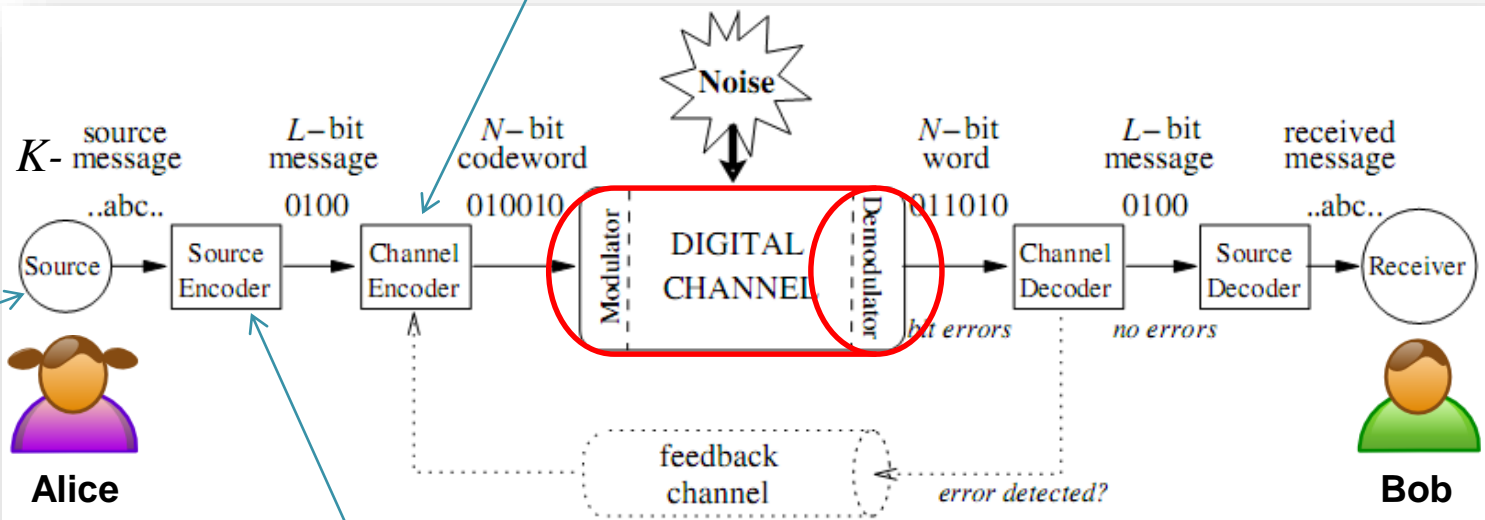 Noise
K- source message
L–bit message
N–bit codeword
N–bit word
L–bit message
received message
..abc..
0100
010010
011010
0100
..abc..
Source
Source Encoder
Channel Encoder
Modulator
DIGITAL CHANNEL
Demodulator
Channel Decoder
Source Decoder
Receiver
bit errors
no errors
feedback channel
error detected?
Alice
Bob